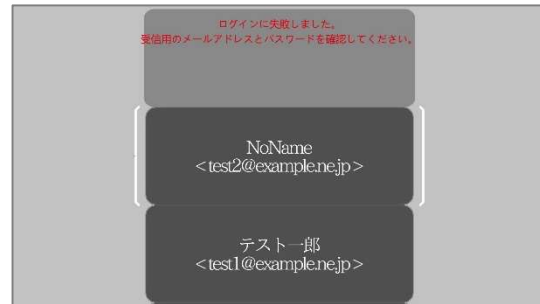 ログインに失敗しました。
受信用のメールアドレスとパスワードを確認してください。
NoName
<test2@example.ne.jp>
テスト一郎
<test1@example.ne.jp>